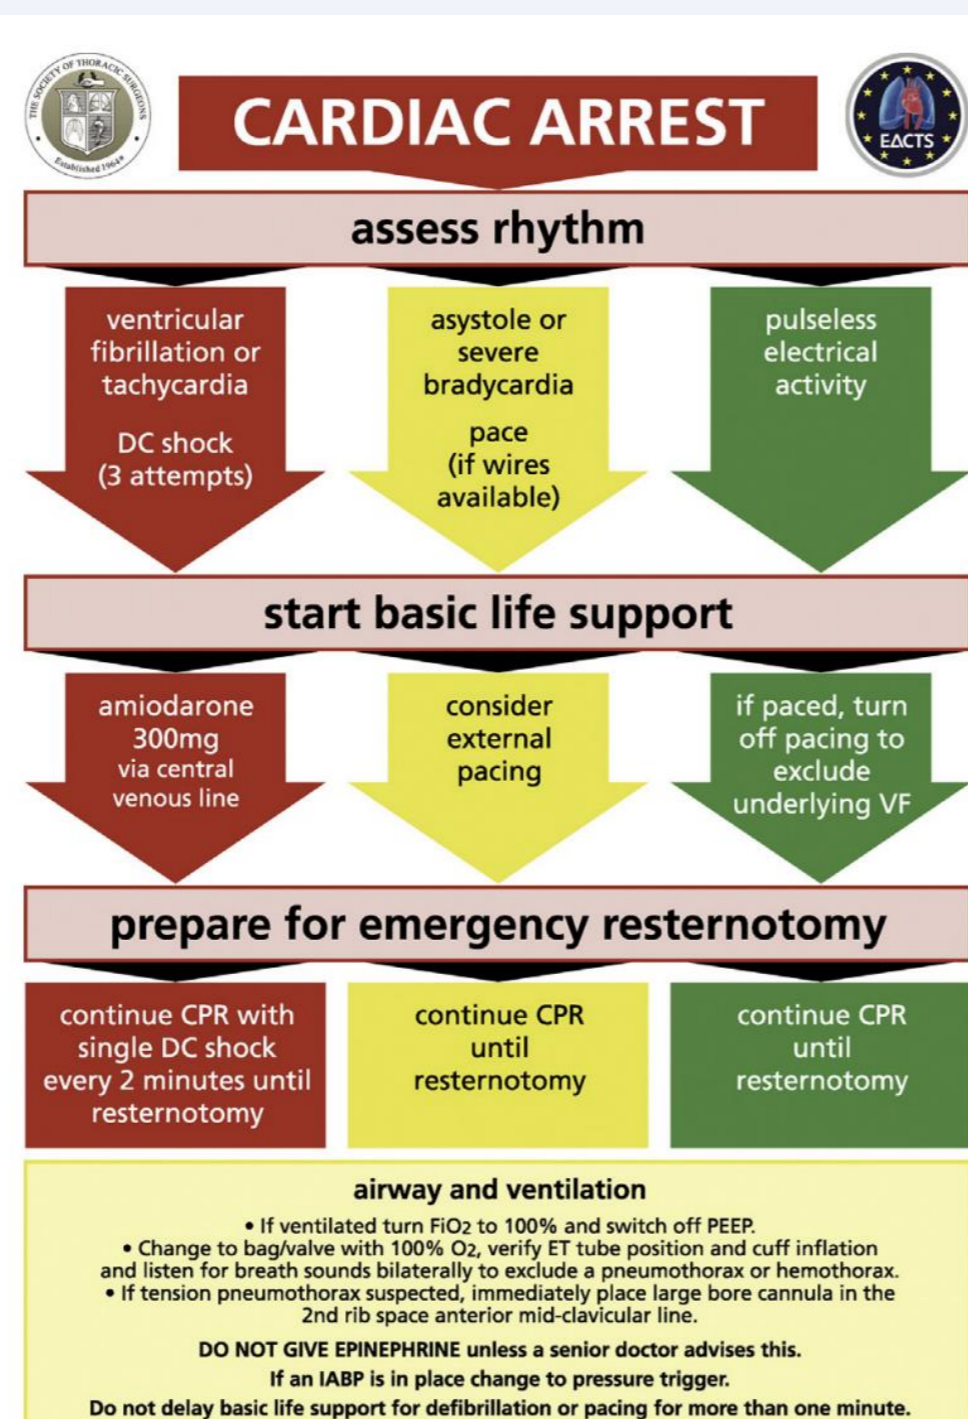 THE SOCIETY OF THORACIC SURGEONS
Established 1964
CARDIAC ARREST
EACTS
assess rhythm
ventricular
fibrillation or
tachycardia
DC shock
(3 attempts)
asystole or
severe
bradycardia
pace
(if wires
available)
pulseless
electrical
activity
start basic life support
amiodarone
300mg
via central
venous line
consider
external
pacing
if paced, turn
off pacing to
exclude
underlying VF
prepare for emergency resternotomy
continue CPR with
single DC shock
every 2 minutes until
resternotomy
continue CPR
until
resternotomy
continue CPR
until
resternotomy
airway and ventilation
• If ventilated turn FiO2 to 100% and switch off PEEP.
• Change to bag/valve with 100% O2, verify ET tube position and cuff inflation
and listen for breath sounds bilaterally to exclude a pneumothorax or hemothorax.
• If tension pneumothorax suspected, immediately place large bore cannula in the
2nd rib space anterior mid-clavicular line.
DO NOT GIVE EPINEPHRINE unless a senior doctor advises this.
If an IABP is in place change to pressure trigger.
Do not delay basic life support for defibrillation or pacing for more than one minute.